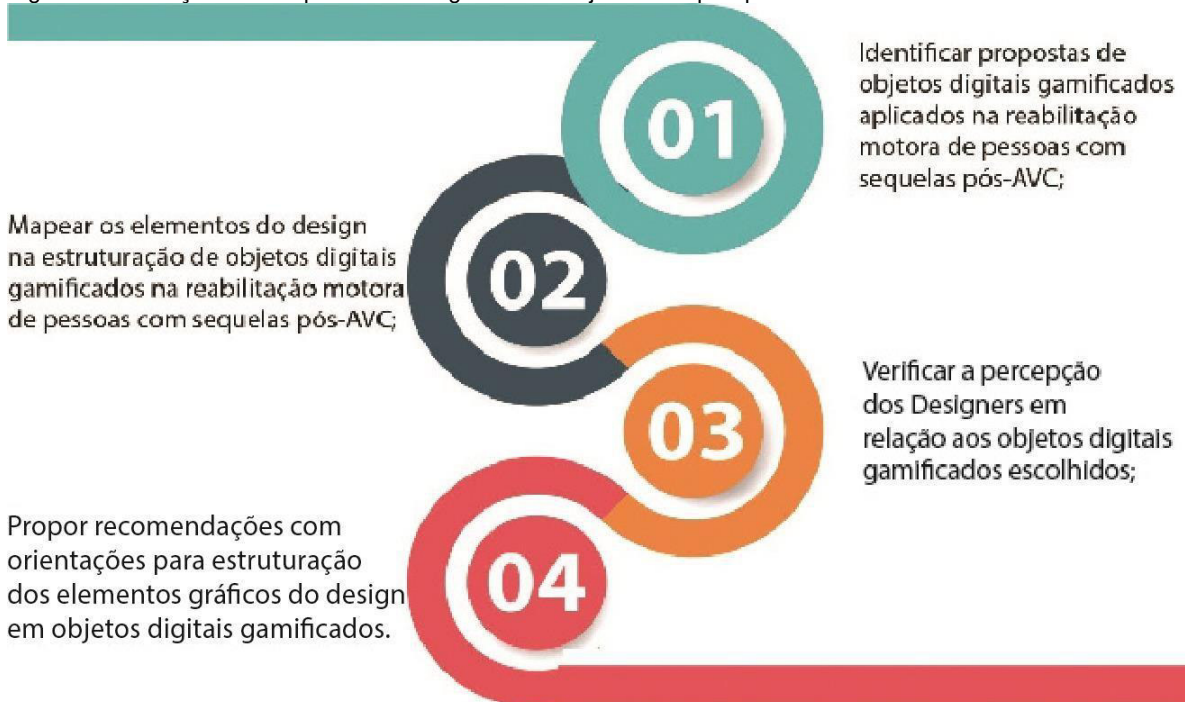 01
Identificar propostas de
objetos digitais gamificados
aplicados na reabilitação
motora de pessoas com
sequelas pós-AVC;
02
Mapear os elementos do design
na estruturação de objetos digitais
gamificados na reabilitação motora
de pessoas com sequelas pós-AVC;
03
Verificar a percepção
dos Designers em
relação aos objetos digitais
gamificados escolhidos;
04
Propor recomendações com
orientações para estruturação
dos elementos gráficos do design
em objetos digitais gamificados.